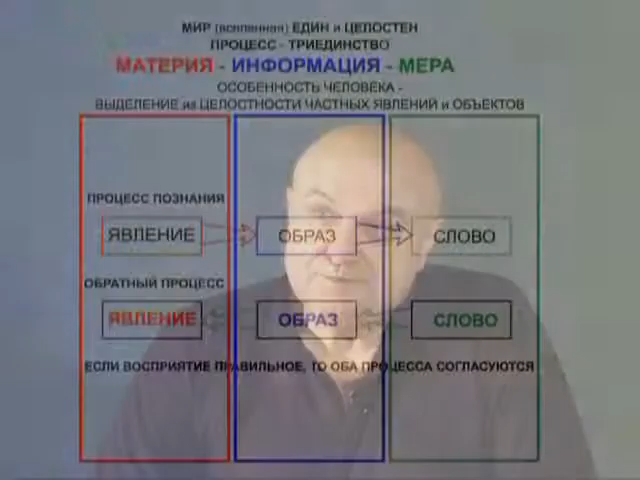 МИР (вселенная) ЕДИН и ЦЕЛОСТЕН
ПРОЦЕСС - ТРИЕДИНСТВО
МАТЕРИЯ - ИНФОРМАЦИЯ - МЕРА
ОСОБЕННОСТЬ ЧЕЛОВЕКА -
ВЫДЕЛЕНИЕ из ЦЕЛОСТНОСТИ ЧАСТНЫХ ЯВЛЕНИЙ и ОБЪЕКТОВ
ПРОЦЕСС ПОЗНАНИЯ
ЯВЛЕНИЕ ОБРАЗ СЛОВО
ОБРАТНЫЙ ПРОЦЕСС
ЯВЛЕНИЕ ОБРАЗ СЛОВО
ЕСЛИ ВОСПРИЯТИЕ ПРАВИЛЬНОЕ, ТО ОБА ПРОЦЕССА СОГЛАСУЮТСЯ